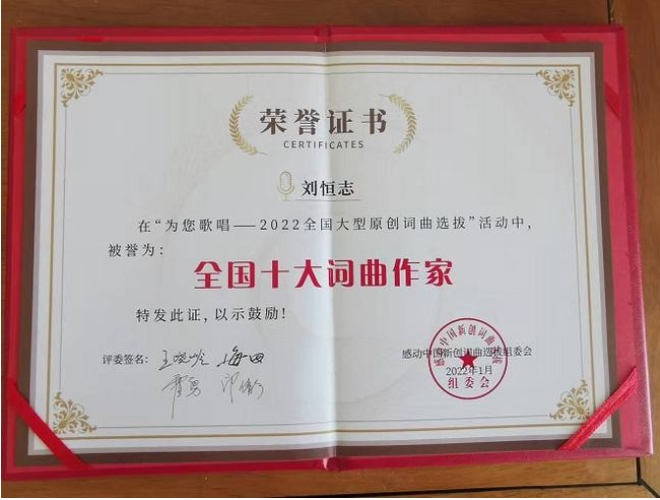 荣誉证书
CERTIFICATES
刘恒志
在“为您歌唱——2022全国大型原创词曲选拔”活动中，
被誉为：
全国十大词曲作家
特发此证，以示鼓励！
评委签名：
感动中国新创词曲选拔组委会
2022年1月
组委会